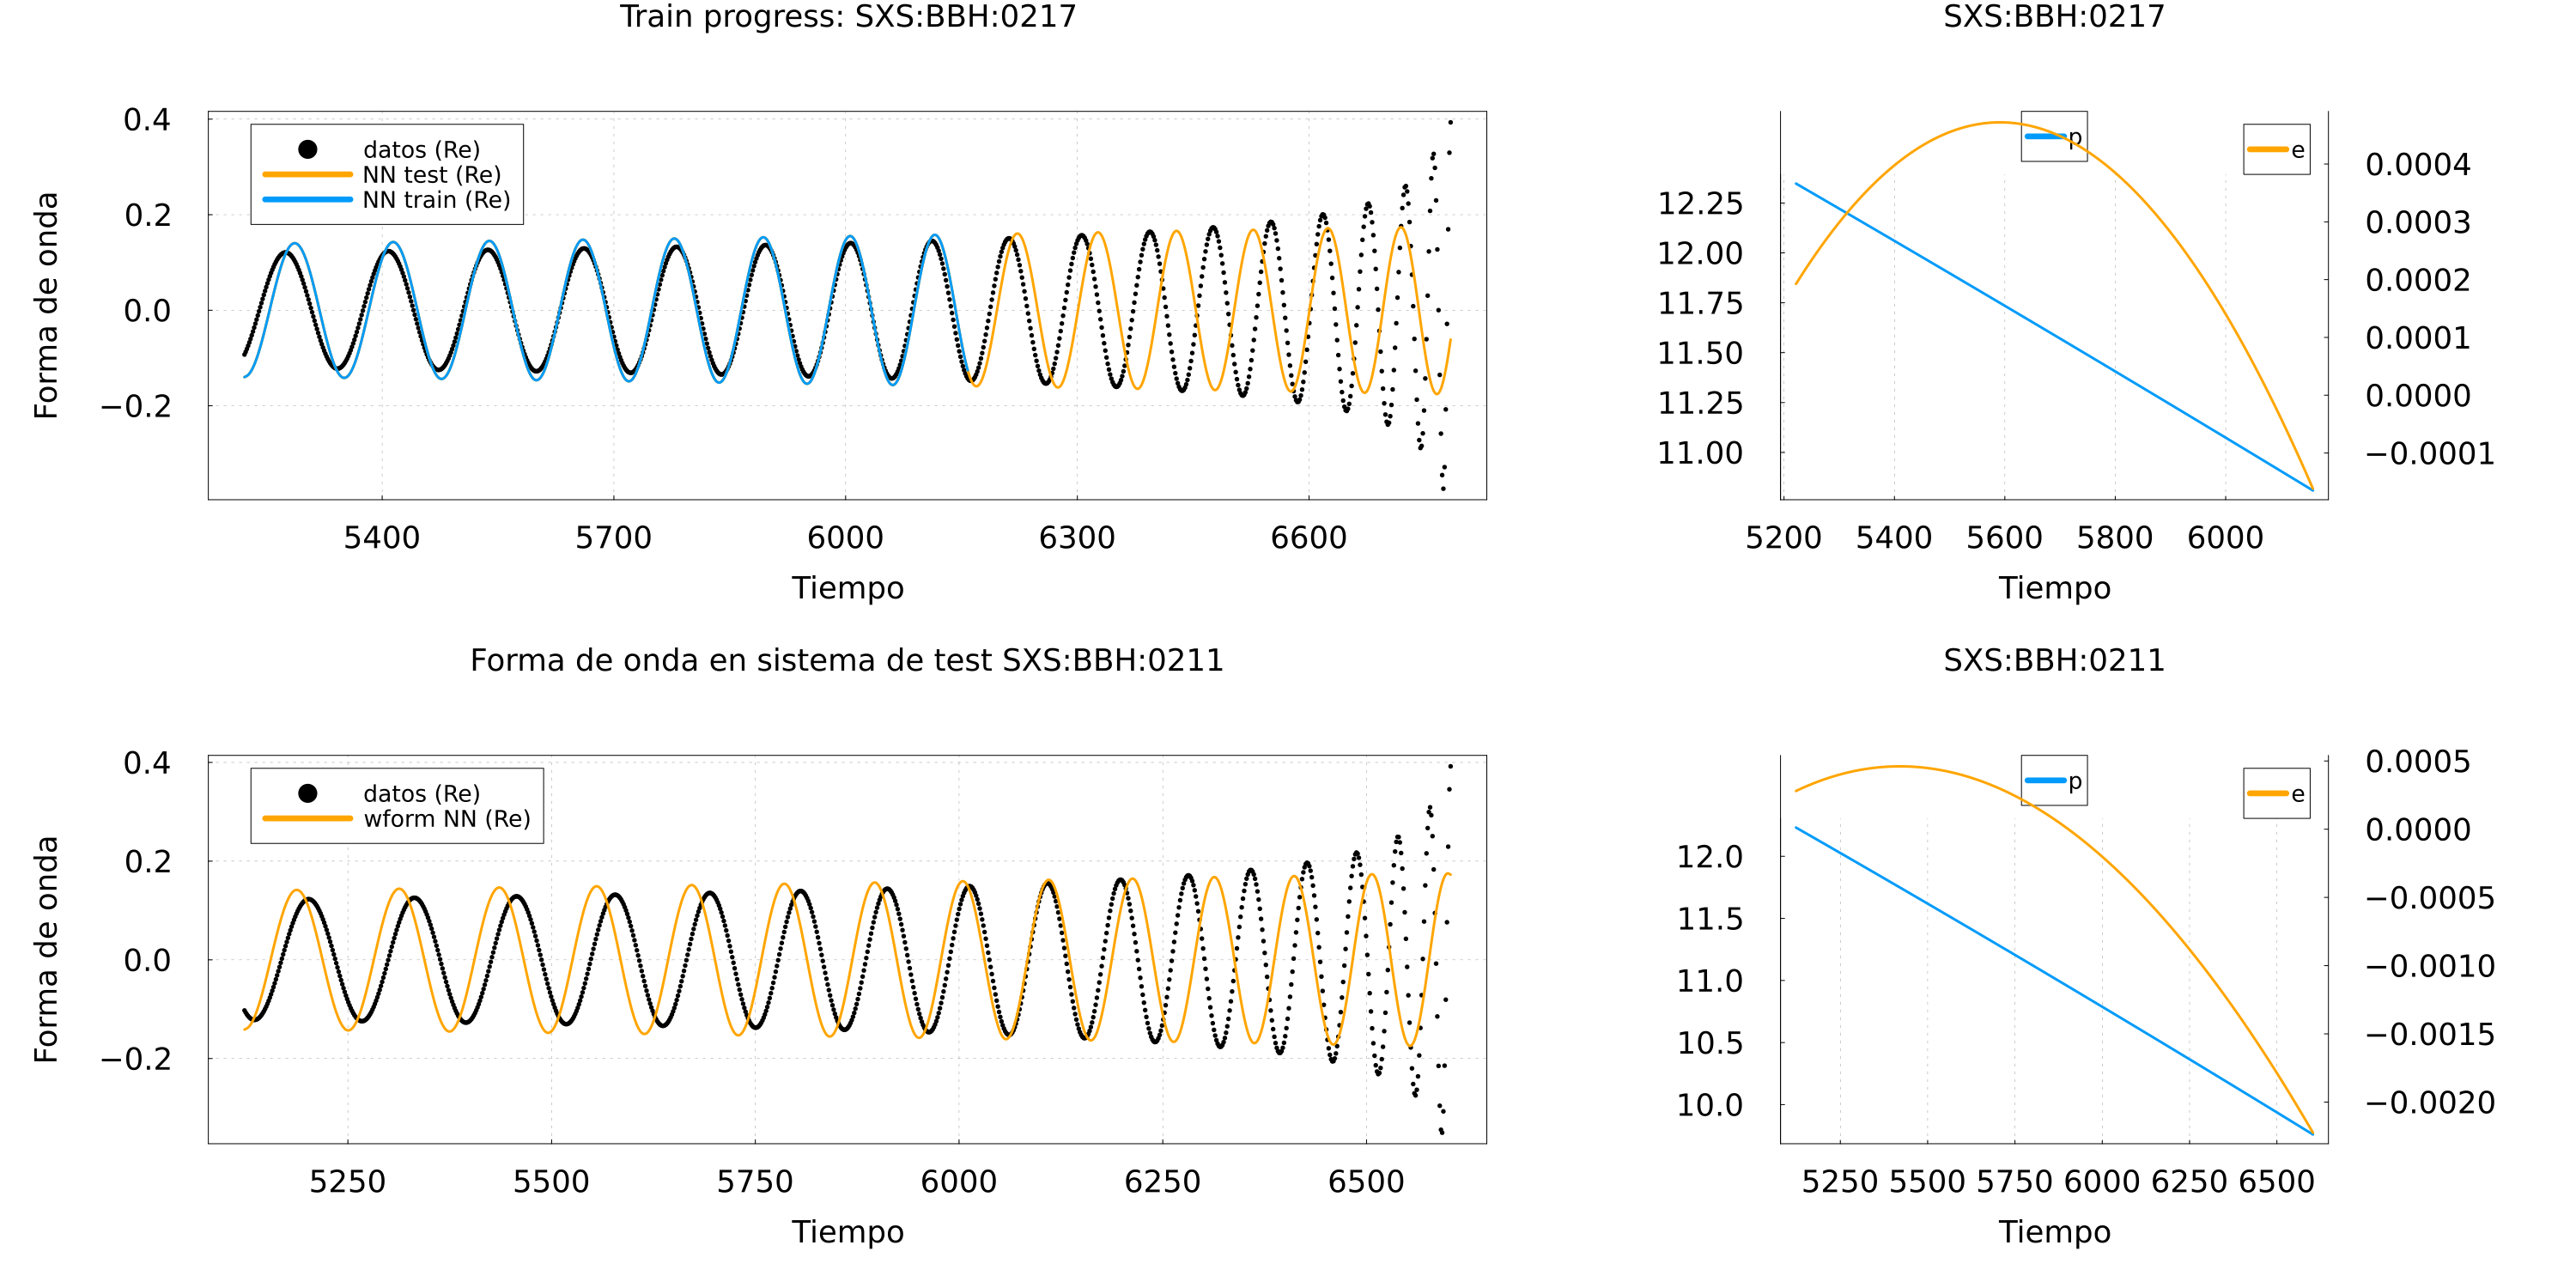 Train progress: SXS:BBH:0217
Forma de onda
0.4
0.2
0.0
−0.2
datos (Re)
NN test (Re)
NN train (Re)
5400 5700 6000 6300 6600
Tiempo
SXS:BBH:0217
12.25
12.00
11.75
11.50
11.25
11.00
p
e
0.0004
0.0003
0.0002
0.0001
0.0000
−0.0001
5200 5400 5600 5800 6000
Tiempo
Forma de onda en sistema de test SXS:BBH:0211
Forma de onda
0.4
0.2
0.0
−0.2
datos (Re)
wform NN (Re)
5250 5500 5750 6000 6250 6500
Tiempo
SXS:BBH:0211
12.0
11.5
11.0
10.5
10.0
p
e
0.0005
0.0000
−0.0005
−0.0010
−0.0015
−0.0020
5250 5500 5750 6000 6250 6500
Tiempo